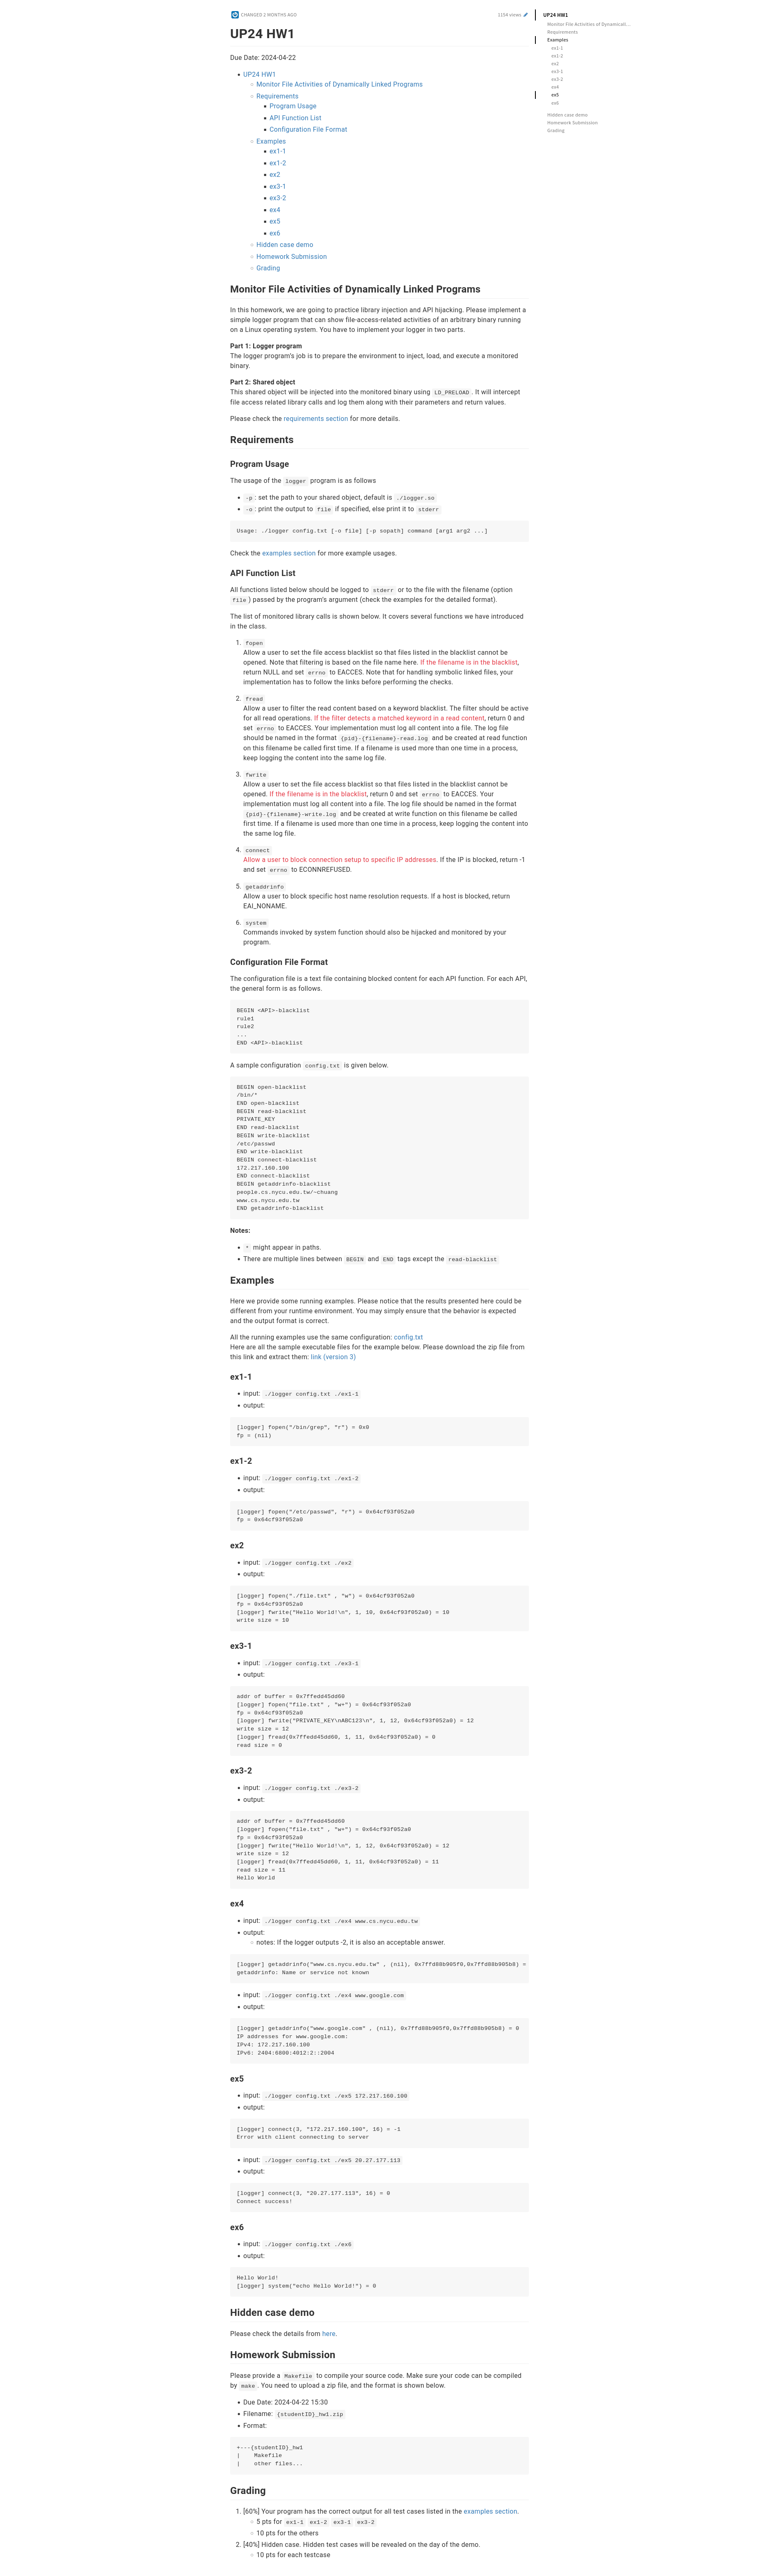 CHANGED 2 MONTHS AGO
1254 views
UP24 HW1
Due Date: 2024-04-22
UP24 HW1
Monitor File Activities of Dynamically Linked Programs
Requirements
Program Usage
API Function List
Configuration File Format
Examples
ex1-1
ex1-2
ex2
ex3-1
ex3-2
ex4
ex5
ex6
Hidden case demo
Homework Submission
Grading
Monitor File Activities of Dynamically Linked Programs
In this homework, we are going to practice library injection and API hijacking. Please implement a
simple logger program that can show file-access-related activities of an arbitrary binary running
on a Linux operating system. You have to implement your logger in two parts.
Part 1: Logger program
The logger program's job is to prepare the environment to inject, load, and execute a monitored
binary.
Part 2: Shared object
This shared object will be injected into the monitored binary using LD_PRELOAD. It will intercept
file access related library calls and log them along with their parameters and return values.
Please check the requirements section for more details.
Requirements
Program Usage
The usage of the logger program is as follows
-p: set the path to your shared object, default is ./logger.so
-o: print the output to file if specified, else print it to stderr
Usage: ./logger config.txt [-o file] [-p sopath] command [arg1 arg2 ...]
Check the examples section for more example usages.
API Function List
All functions listed below should be logged to stderr or to the file with the filename (option
file) passed by the program's argument (check the examples for the detailed format).
The list of monitored library calls is shown below. It covers several functions we have introduced
in the class.
1. fopen
Allow a user to set the file access blacklist so that files listed in the blacklist cannot be
opened. Note that filtering is based on the file name here. If the filename is in the blacklist,
return NULL and set errno to EACCES. Note that for handling symbolic linked files, your
implementation has to follow the links before performing the checks.
2. fread
Allow a user to filter the read content based on a keyword blacklist. The filter should be active
for all read operations. If the filter detects a matched keyword in a read content, return 0 and
set errno to EACCES. Your implementation must log all content into a file. The log file
should be named in the format {pid}-{filename}-read.log and be created at read function
on this filename be called first time. If a filename is used more than one time in a process,
keep logging the content into the same log file.
3. fwrite
Allow a user to set the file access blacklist so that files listed in the blacklist cannot be
opened. If the filename is in the blacklist, return 0 and set errno to EACCES. Your
implementation must log all content into a file. The log file should be named in the format
{pid}-{filename}-write.log and be created at write function on this filename be called
first time. If a filename is used more than one time in a process, keep logging the content into
the same log file.
4. connect
Allow a user to block connection setup to specific IP addresses. If the IP is blocked, return -1
and set errno to ECONNREFUSED.
5. getaddrinfo
Allow a user to block specific host name resolution requests. If a host is blocked, return
EAI_NONAME.
6. system
Commands invoked by system function should also be hijacked and monitored by your
program.
Configuration File Format
The configuration file is a text file containing blocked content for each API function. For each API,
the general form is as follows.
BEGIN <API>-blacklist
rule1
rule2
...
END <API>-blacklist
A sample configuration config.txt is given below.
BEGIN open-blacklist
/bin/*
END open-blacklist
BEGIN read-blacklist
PRIVATE_KEY
END read-blacklist
BEGIN write-blacklist
/etc/passwd
END write-blacklist
BEGIN connect-blacklist
172.217.160.100
END connect-blacklist
BEGIN getaddrinfo-blacklist
people.cs.nycu.edu.tw/~chuang
www.cs.nycu.edu.tw
END getaddrinfo-blacklist
Notes:
* might appear in paths.
There are multiple lines between BEGIN and END tags except the read-blacklist
Examples
Here we provide some running examples. Please notice that the results presented here could be
different from your runtime environment. You may simply ensure that the behavior is expected
and the output format is correct.
All the running examples use the same configuration: config.txt
Here are all the sample executable files for the example below. Please download the zip file from
this link and extract them: link (version 3)
ex1-1
input: ./logger config.txt ./ex1-1
output:
[logger] fopen("/bin/grep", "r") = 0x0
fp = (nil)
ex1-2
input: ./logger config.txt ./ex1-2
output:
[logger] fopen("/etc/passwd", "r") = 0x64cf93f052a0
fp = 0x64cf93f052a0
ex2
input: ./logger config.txt ./ex2
output:
[logger] fopen("./file.txt" , "w") = 0x64cf93f052a0
fp = 0x64cf93f052a0
[logger] fwrite("Hello World!\n", 1, 10, 0x64cf93f052a0) = 10
write size = 10
ex3-1
input: ./logger config.txt ./ex3-1
output:
addr of buffer = 0x7ffedd45dd60
[logger] fopen("file.txt" , "w+") = 0x64cf93f052a0
fp = 0x64cf93f052a0
[logger] fwrite("PRIVATE_KEY\nABC123\n", 1, 12, 0x64cf93f052a0) = 12
write size = 12
[logger] fread(0x7ffedd45dd60, 1, 11, 0x64cf93f052a0) = 0
read size = 0
ex3-2
input: ./logger config.txt ./ex3-2
output:
addr of buffer = 0x7ffedd45dd60
[logger] fopen("file.txt" , "w+") = 0x64cf93f052a0
fp = 0x64cf93f052a0
[logger] fwrite("Hello World!\n", 1, 12, 0x64cf93f052a0) = 12
write size = 12
[logger] fread(0x7ffedd45dd60, 1, 11, 0x64cf93f052a0) = 11
read size = 11
Hello World
ex4
input: ./logger config.txt ./ex4 www.cs.nycu.edu.tw
output:
notes: If the logger outputs -2, it is also an acceptable answer.
[logger] getaddrinfo("www.cs.nycu.edu.tw" , (nil), 0x7ffd88b905f0,0x7ffd88b905b8) =
getaddrinfo: Name or service not known
input: ./logger config.txt ./ex4 www.google.com
output:
[logger] getaddrinfo("www.google.com" , (nil), 0x7ffd88b905f0,0x7ffd88b905b8) = 0
IP addresses for www.google.com:
IPv4: 172.217.160.100
IPv6: 2404:6800:4012:2::2004
ex5
input: ./logger config.txt ./ex5 172.217.160.100
output:
[logger] connect(3, "172.217.160.100", 16) = -1
Error with client connecting to server
input: ./logger config.txt ./ex5 20.27.177.113
output:
[logger] connect(3, "20.27.177.113", 16) = 0
Connect success!
ex6
input: ./logger config.txt ./ex6
output:
Hello World!
[logger] system("echo Hello World!") = 0
Hidden case demo
Please check the details from here.
Homework Submission
Please provide a Makefile to compile your source code. Make sure your code can be compiled
by make. You need to upload a zip file, and the format is shown below.
Due Date: 2024-04-22 15:30
Filename: {studentID}_hw1.zip
Format:
+---{studentID}_hw1
| Makefile
| other files...
Grading
1. [60%] Your program has the correct output for all test cases listed in the examples section.
5 pts for ex1-1 ex1-2 ex3-1 ex3-2
10 pts for the others
2. [40%] Hidden case. Hidden test cases will be revealed on the day of the demo.
10 pts for each testcase
UP24 HW1
Monitor File Activities of Dynamicall...
Requirements
Examples
ex1-1
ex1-2
ex2
ex3-1
ex3-2
ex4
ex5
ex6
Hidden case demo
Homework Submission
Grading